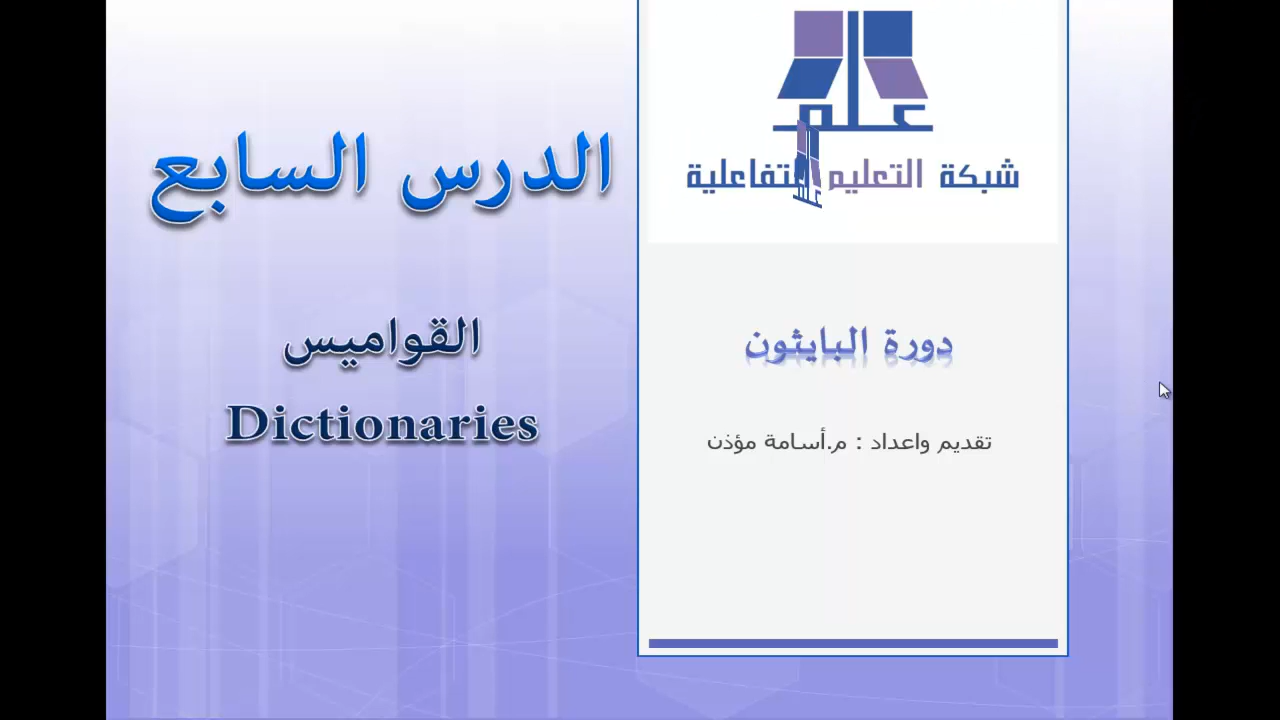 علم
شبكة التعليم التفاعلية
دورة البايثون
تقديم واعداد : م.أسامة مؤذن
الدرس السابع
القواميس
Dictionaries